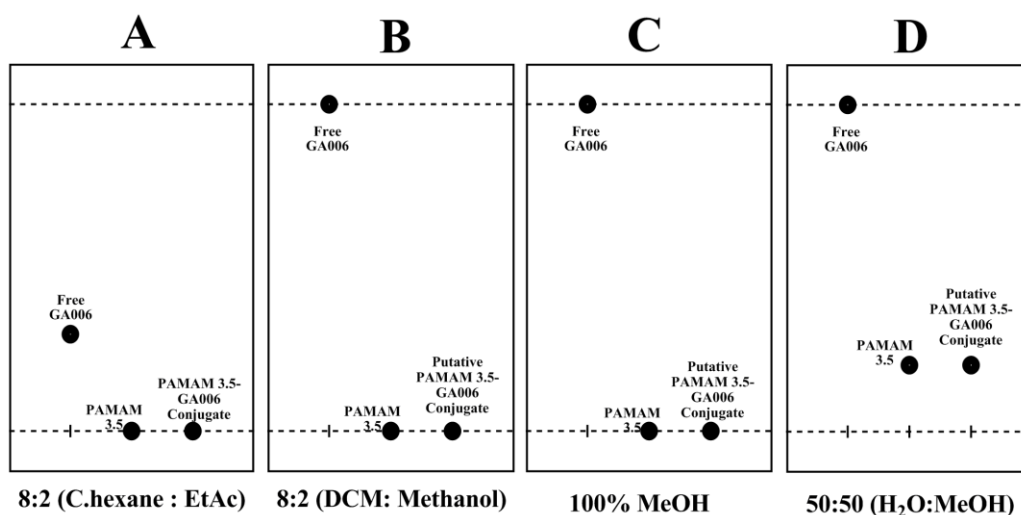 A
B
C
D
Free
GA006
PAMAM
3.5
PAMAM 3.5-
GA006
Conjugate
8:2 (C.hexane : EtAc)
Free
GA006
PAMAM
3.5
Putative
PAMAM 3.5-
GA006
Conjugate
8:2 (DCM: Methanol)
Free
GA006
PAMAM
3.5
Putative
PAMAM 3.5-
GA006
Conjugate
100% MeOH
Free
GA006
PAMAM
3.5
Putative
PAMAM 3.5-
GA006
Conjugate
50:50 (H₂O:MeOH)